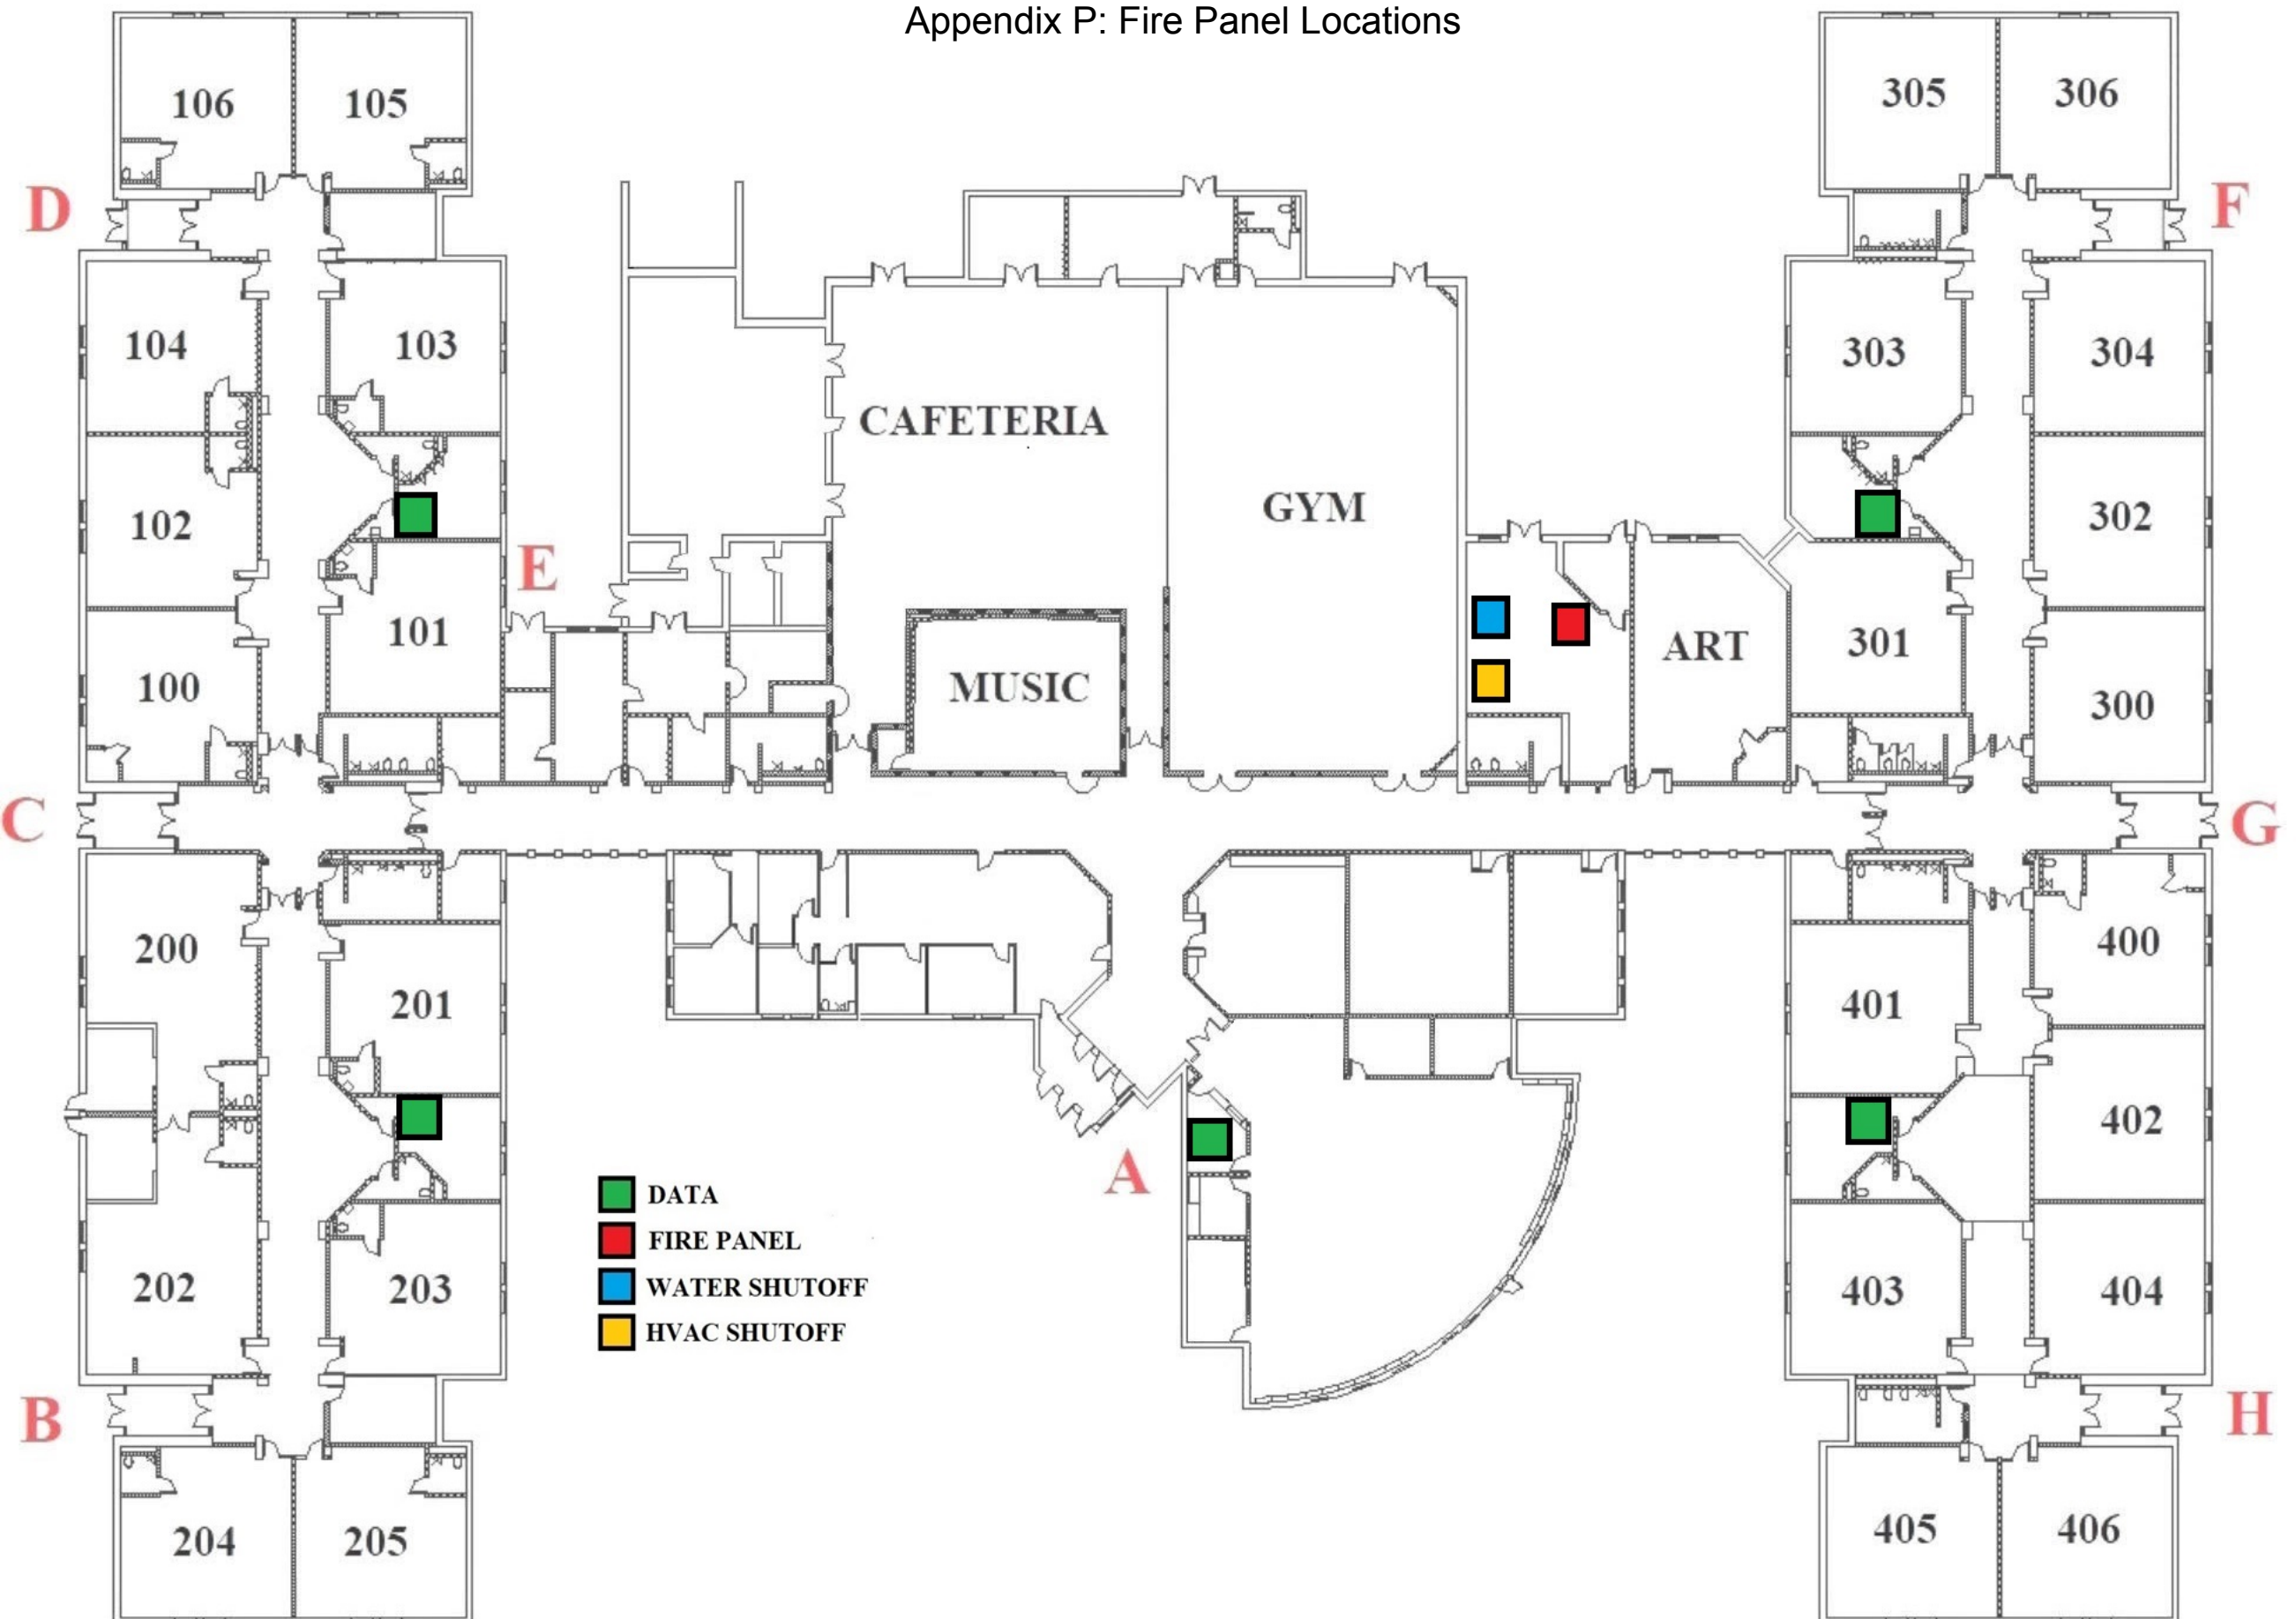 Appendix P: Fire Panel Locations
106
105
305
306
D
F
104
103
303
304
CAFETERIA
102
GYM
302
E
101
ART
301
100
MUSIC
300
C
G
200
400
201
401
402
A
DATA
FIRE PANEL
WATER SHUTOFF
HVAC SHUTOFF
202
203
403
404
B
H
204
205
405
406